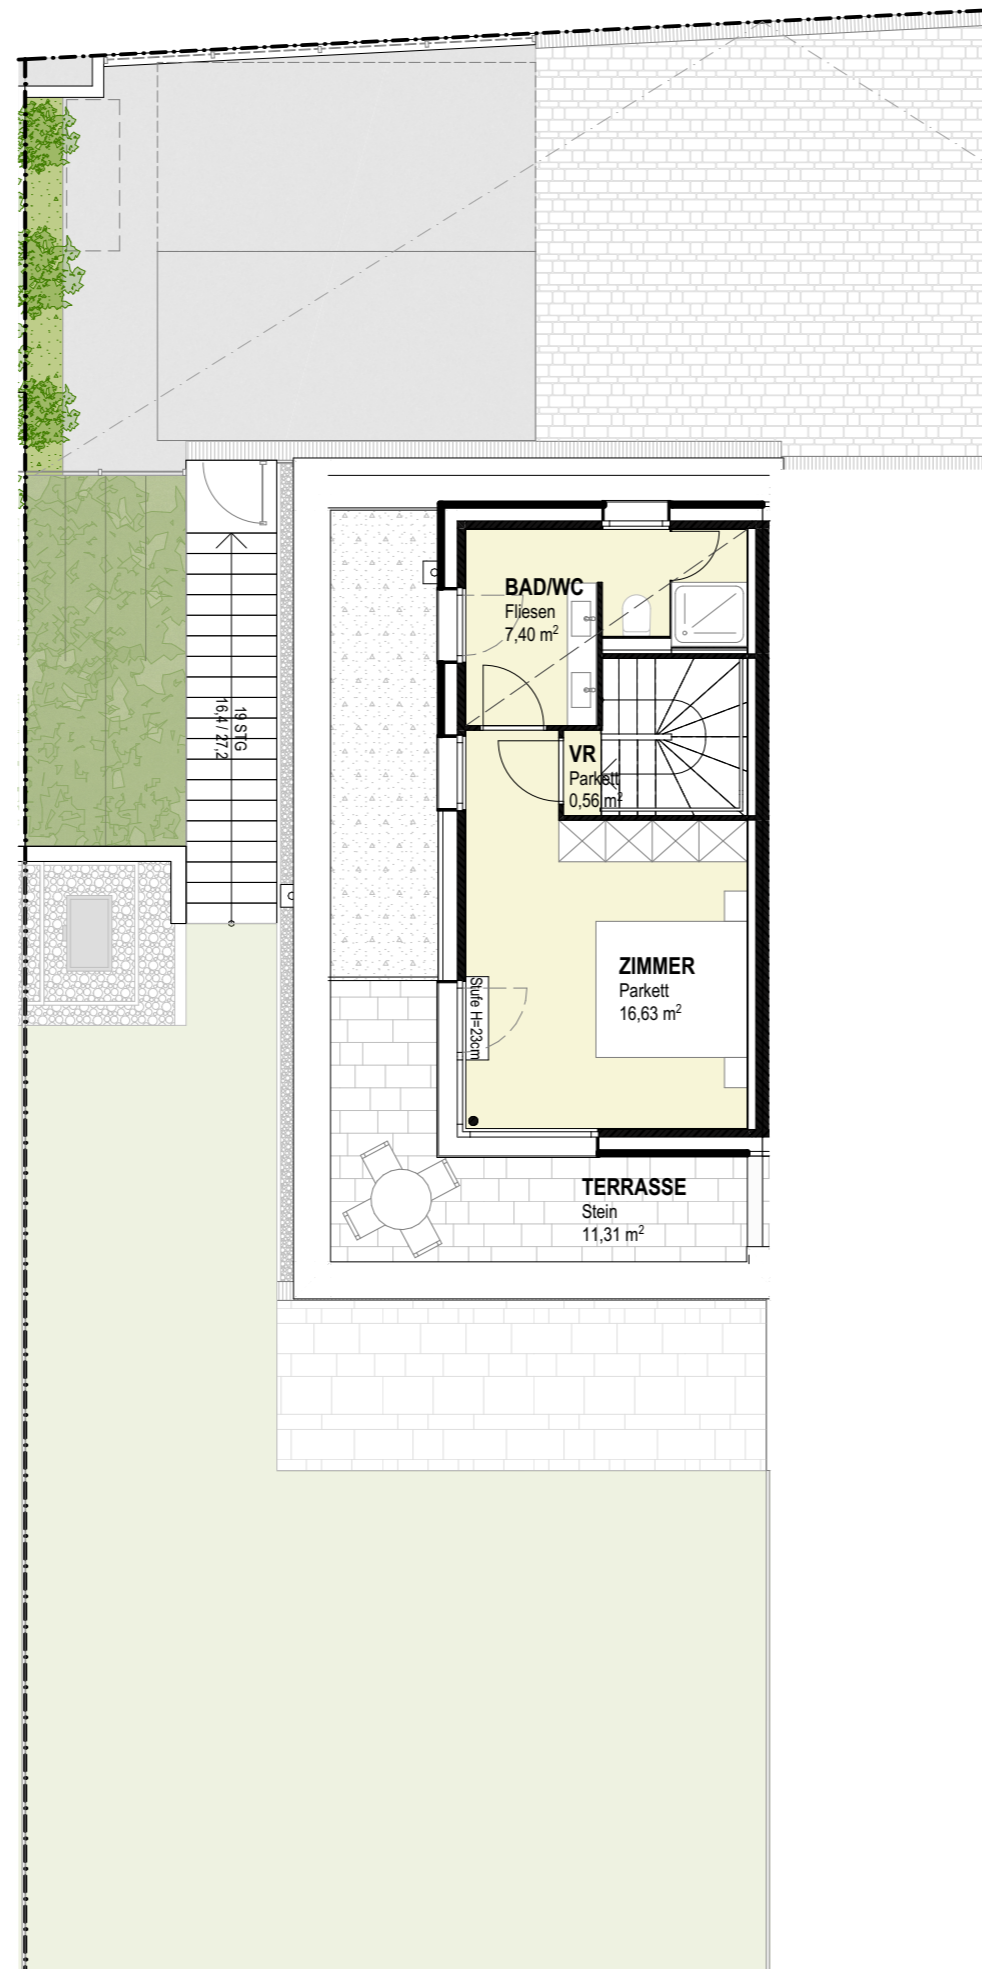 BAD/WC
Fliesen
7,40 m²
19 STG
16,4 / 27,2
VR
Parkett
0,56 m²
ZIMMER
Parkett
16,63 m²
Stufe H=23cm
TERRASSE
Stein
11,31 m²